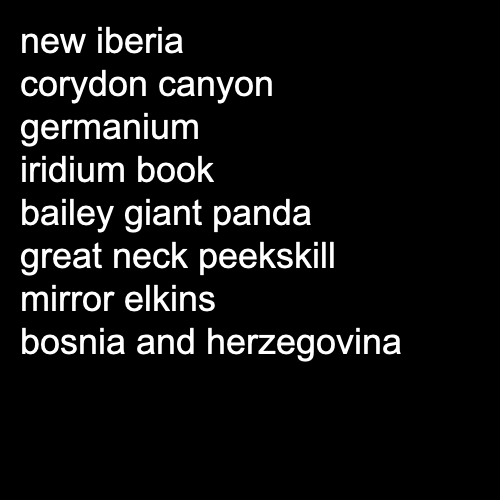 new iberia
corydon canyon
germanium
iridium book
bailey giant panda
great neck peekskill
mirror elkins
bosnia and herzegovina